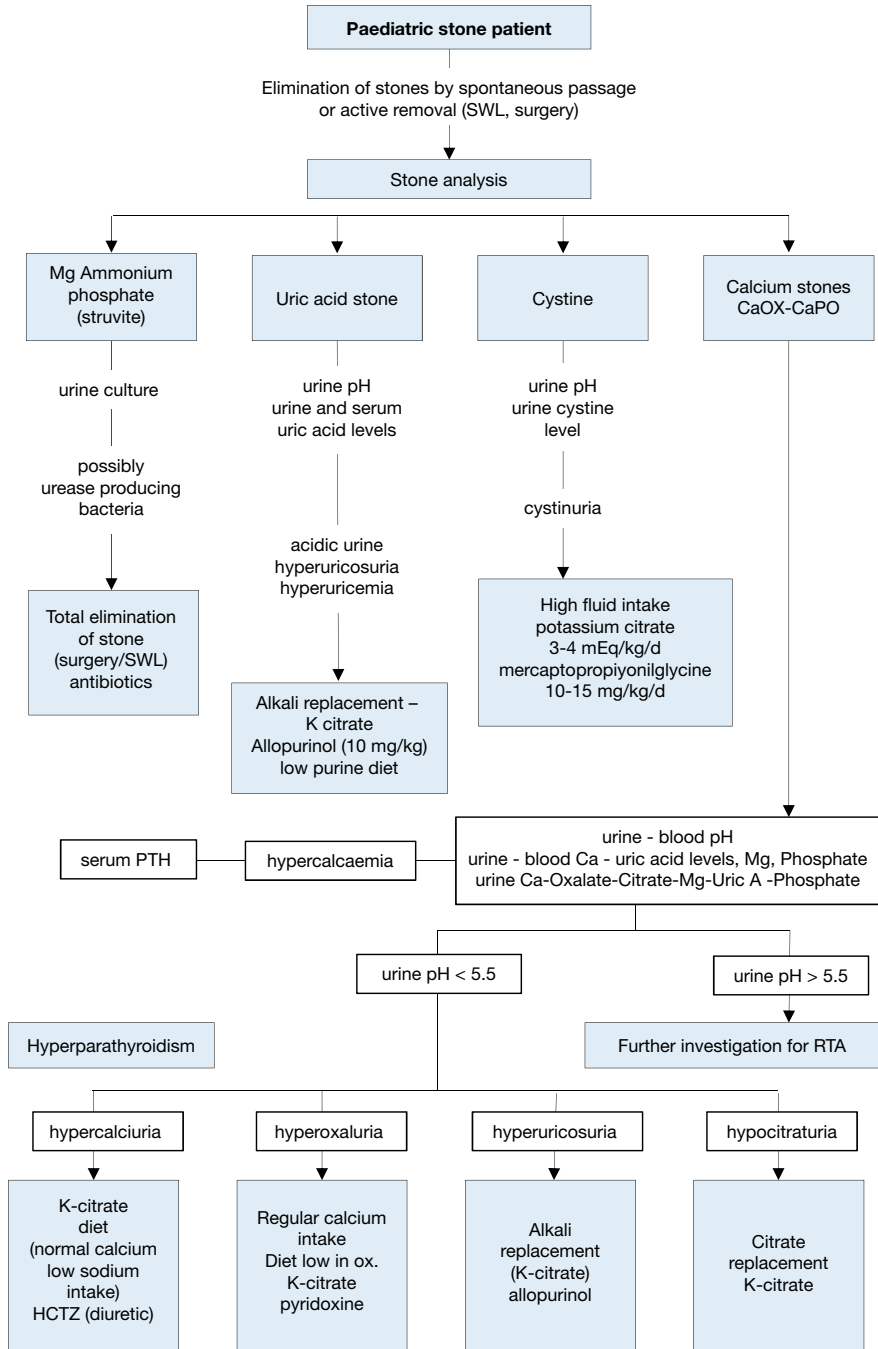 Paediatric stone patient
Elimination of stones by spontaneous passage
or active removal (SWL, surgery)
Stone analysis
Mg Ammonium
phosphate
(struvite)
Uric acid stone
Cystine
Calcium stones
CaOX-CaPO
urine culture
possibly
urease producing
bacteria
Total elimination
of stone
(surgery/SWL)
antibiotics
urine pH
urine and serum
uric acid levels
acidic urine
hyperuricosuria
hyperuricemia
Alkali replacement –
K citrate
Allopurinol (10 mg/kg)
low purine diet
urine pH
urine cystine
level
cystinuria
High fluid intake
potassium citrate
3-4 mEq/kg/d
mercaptopropiyonilglycine
10-15 mg/kg/d
serum PTH
hypercalcaemia
urine - blood pH
urine - blood Ca - uric acid levels, Mg, Phosphate
urine Ca-Oxalate-Citrate-Mg-Uric A -Phosphate
urine pH < 5.5
urine pH > 5.5
Hyperparathyroidism
Further investigation for RTA
hypercalciuria
hyperoxaluria
hyperuricosuria
hypocitraturia
K-citrate
diet
(normal calcium
low sodium
intake)
HCTZ (diuretic)
Regular calcium
intake
Diet low in ox.
K-citrate
pyridoxine
Alkali
replacement
(K-citrate)
allopurinol
Citrate
replacement
K-citrate